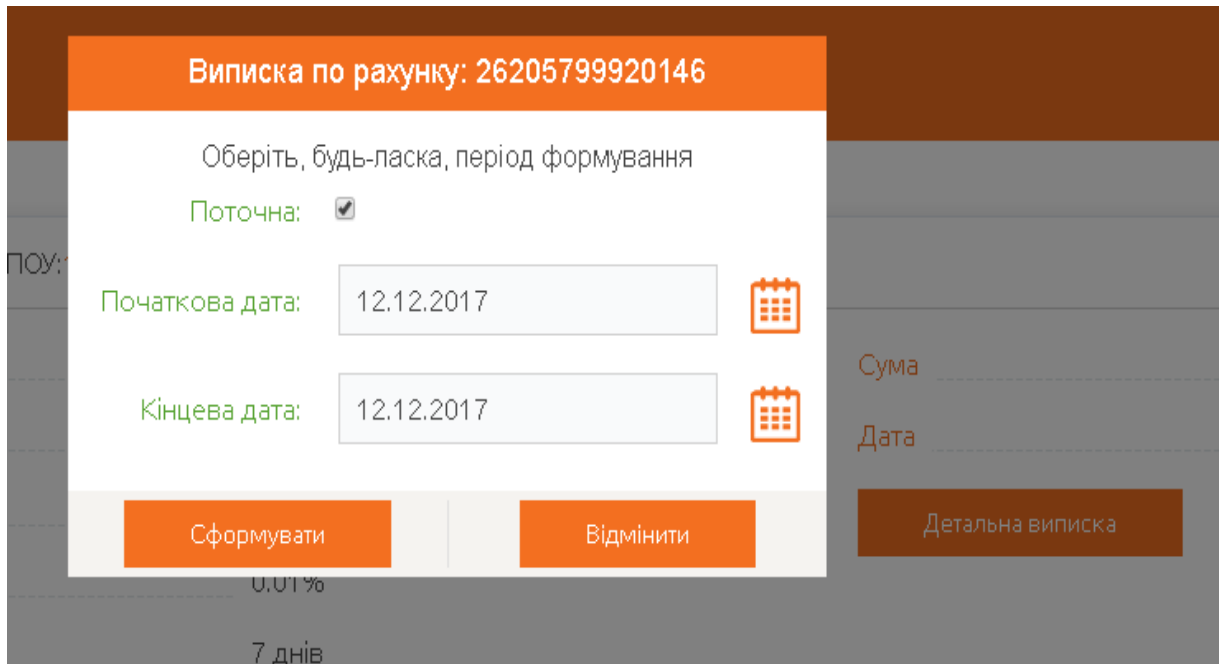 Виписка по рахунку: 26205799920146
Оберіть, будь-ласка, період формування
Поточна:
ПОУ:
Початкова дата: 12.12.2017
Сума
Кінцева дата: 12.12.2017
Дата
Сформувати Відмінити Детальна виписка
0.01%
7 днів